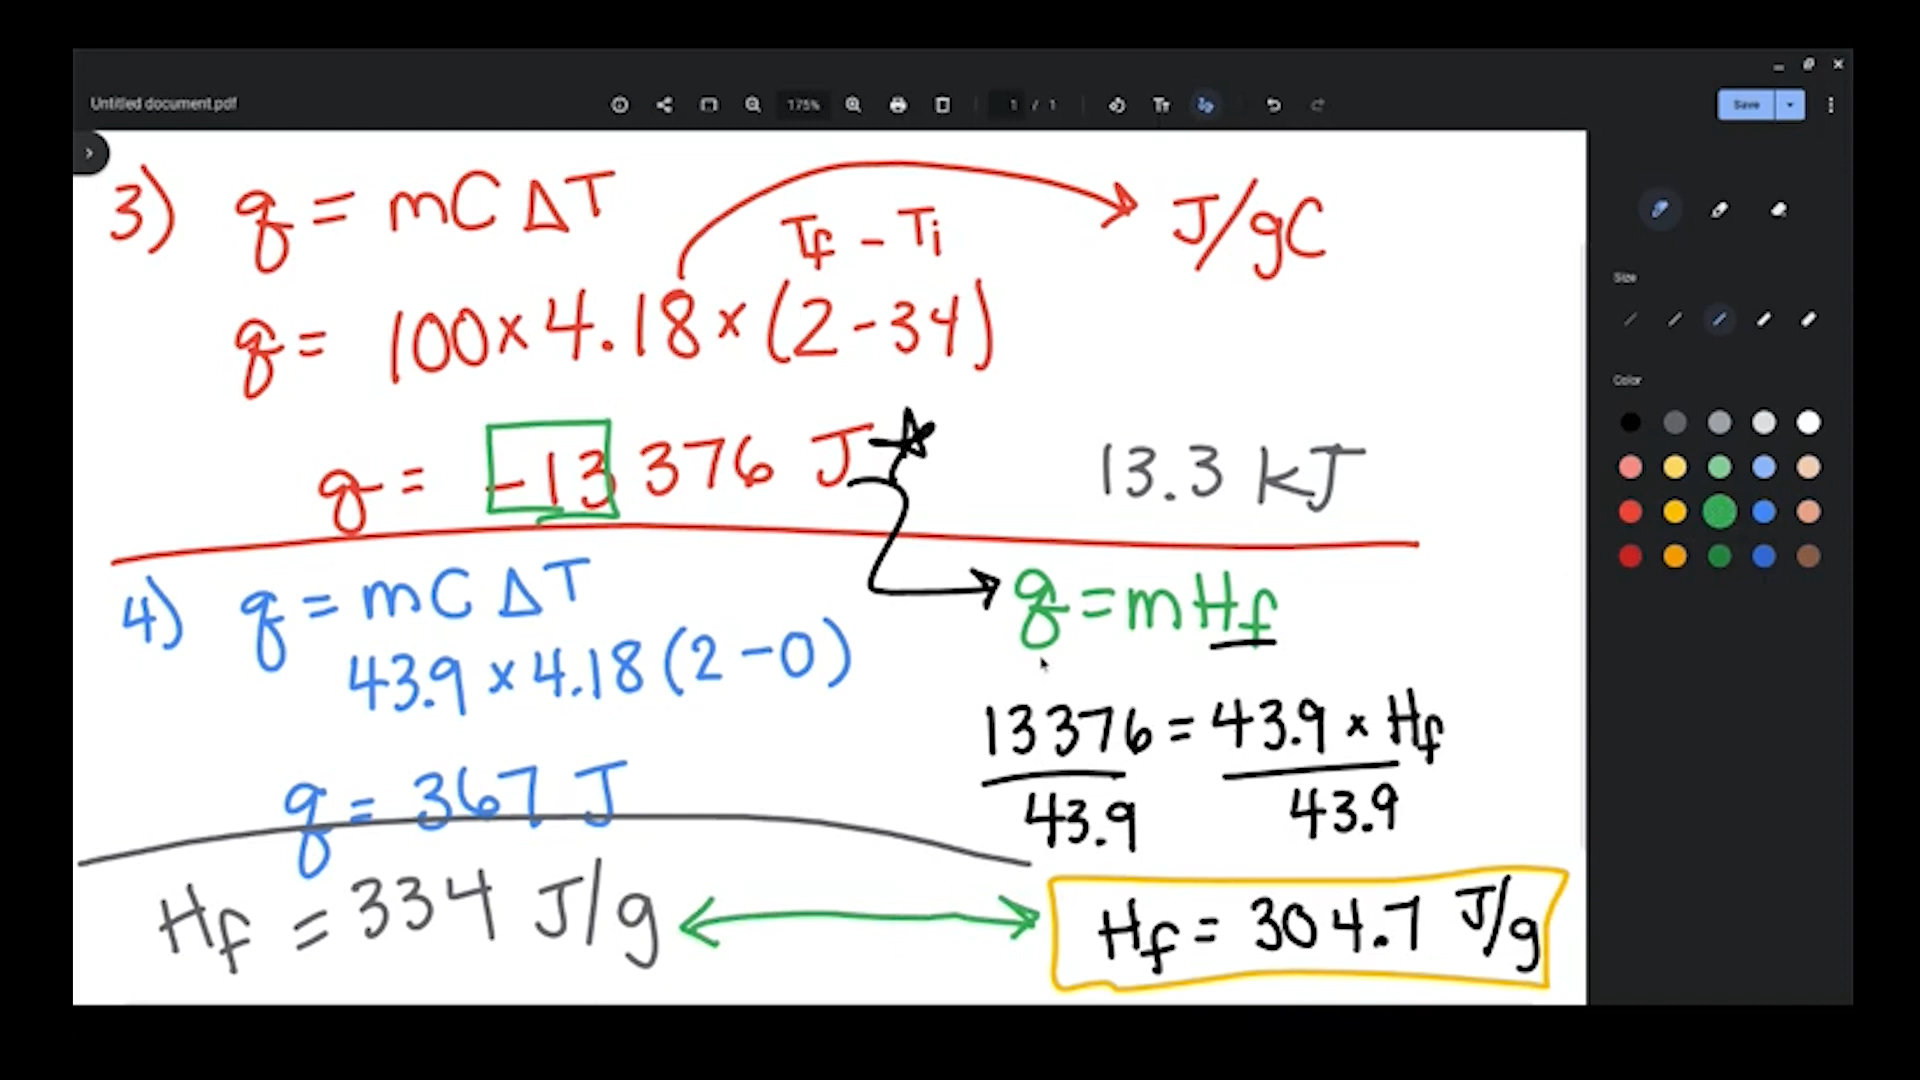 Untitled document.pdf
175%
1 / 1
Save
3) q = mCΔT
Tf - Ti
J/gC
q = 100 x 4.18 x (2-34)
q = -13 376 J
13.3 kJ
4) q = mCΔT
43.9 x 4.18 (2-0)
q = 367 J
q = mHf
13376 = 43.9 x Hf
43.9 43.9
Hf = 334 J/g
Hf = 304.7 J/g
Size
Color